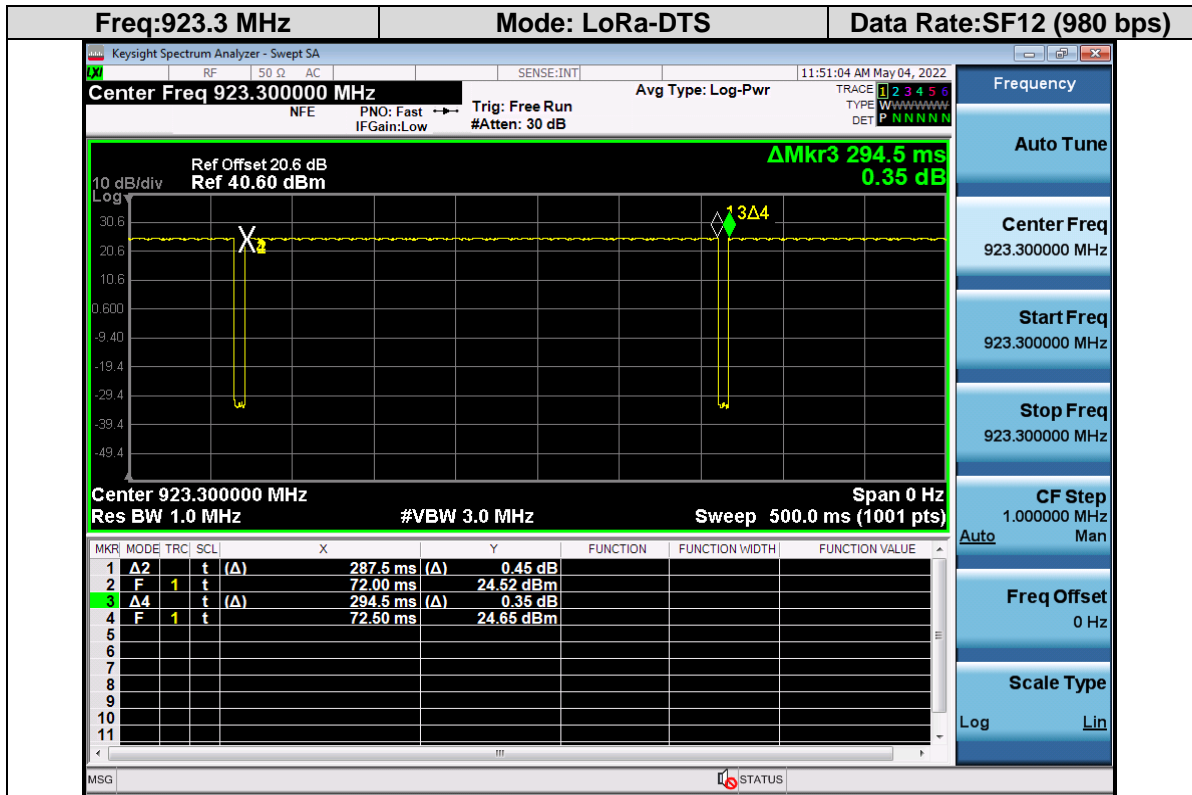 Freq:923.3 MHz Mode: LoRa-DTS Data Rate:SF12 (980 bps)
Keysight Spectrum Analyzer - Swept SA
LXI RF 50 Ω AC SENSE:INT 11:51:04 AM May 04, 2022
Center Freq 923.300000 MHz Avg Type: Log-Pwr TRACE 1 2 3 4 5 6
NFE PNO: Fast Trig: Free Run TYPE WWWWWWW
IFGain:Low #Atten: 30 dB DET P N N N N N
Frequency
ΔMkr3 294.5 ms
0.35 dB
Ref Offset 20.6 dB
10 dB/div Ref 40.60 dBm
Log
30.6
20.6
10.6
0.600
-9.40
-19.4
-29.4
-39.4
-49.4
3Δ4
Center 923.300000 MHz Span 0 Hz
Res BW 1.0 MHz #VBW 3.0 MHz Sweep 500.0 ms (1001 pts)
MKR MODE TRC SCL X Y FUNCTION FUNCTION WIDTH FUNCTION VALUE
1 Δ2 t (Δ) 287.5 ms (Δ) 0.45 dB
2 F 1 t 72.00 ms 24.52 dBm
3 Δ4 t (Δ) 294.5 ms (Δ) 0.35 dB
4 F 1 t 72.50 ms 24.65 dBm
5
6
7
8
9
10
11
MSG STATUS
Auto Tune
Center Freq
923.300000 MHz
Start Freq
923.300000 MHz
Stop Freq
923.300000 MHz
CF Step
1.000000 MHz
Auto Man
Freq Offset
0 Hz
Scale Type
Log Lin